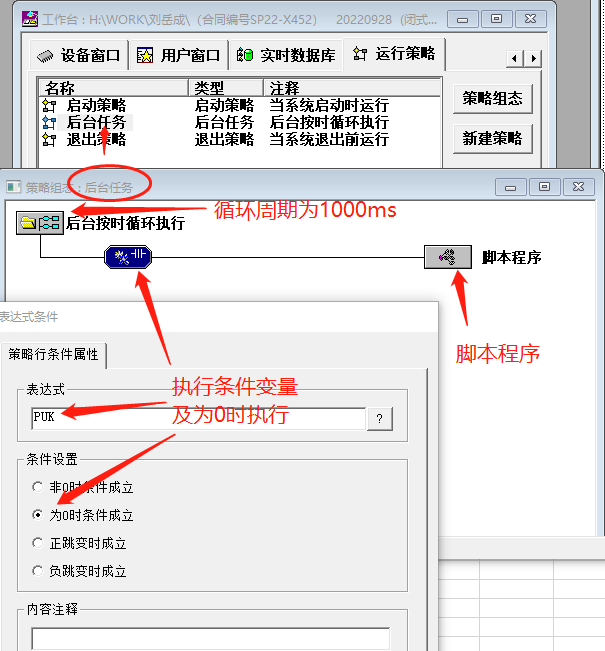 工作台 : H:\WORK\刘岳成\（合同编号SP22-X452） 20220928（闭式...
设备窗口 用户窗口 实时数据库 运行策略
名称 类型 注释
启动策略 启动策略 当系统启动时运行
后台任务 后台任务 后台按时循环执行
退出策略 退出策略 当系统退出前运行
策略组态
新建策略
策略组态 : 后台任务
后台按时循环执行
循环周期为1000ms
脚本程序
脚本程序
表达式条件
策略行条件属性
执行条件变量
及为0时执行
表达式
PUK
?
条件设置
非0时条件成立
为0时条件成立
正跳变时成立
负跳变时成立
内容注释